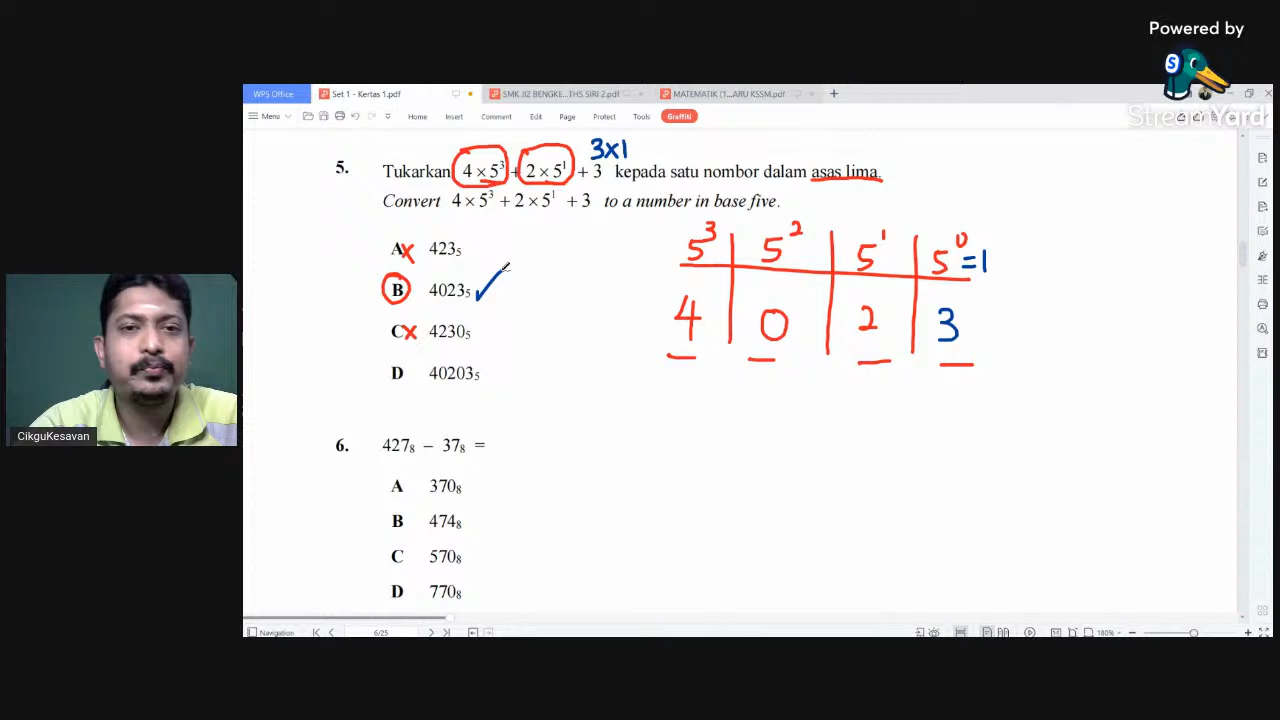 Powered by
StreamYard
WPS Office
Set 1 - Kertas 1.pdf
SMK JI2 BENGKE...THS SIRI 2.pdf
MATEMATIK (1...ARU KSSM.pdf
Menu
Home
Insert
Comment
Edit
Page
Protect
Tools
Graffiti
3x1
5. Tukarkan 4 × 5³ + 2 × 5¹ + 3 kepada satu nombor dalam asas lima.
Convert 4 × 5³ + 2 × 5¹ + 3 to a number in base five.
A x 423₅
B 4023₅
C x 4230₅
D 40203₅
5³ 5² 5¹ 5⁰ =1
4 0 2 3
CikguKesavan
6. 427₈ − 37₈ =
A 370₈
B 474₈
C 570₈
D 770₈
Navigation
6/25
180%